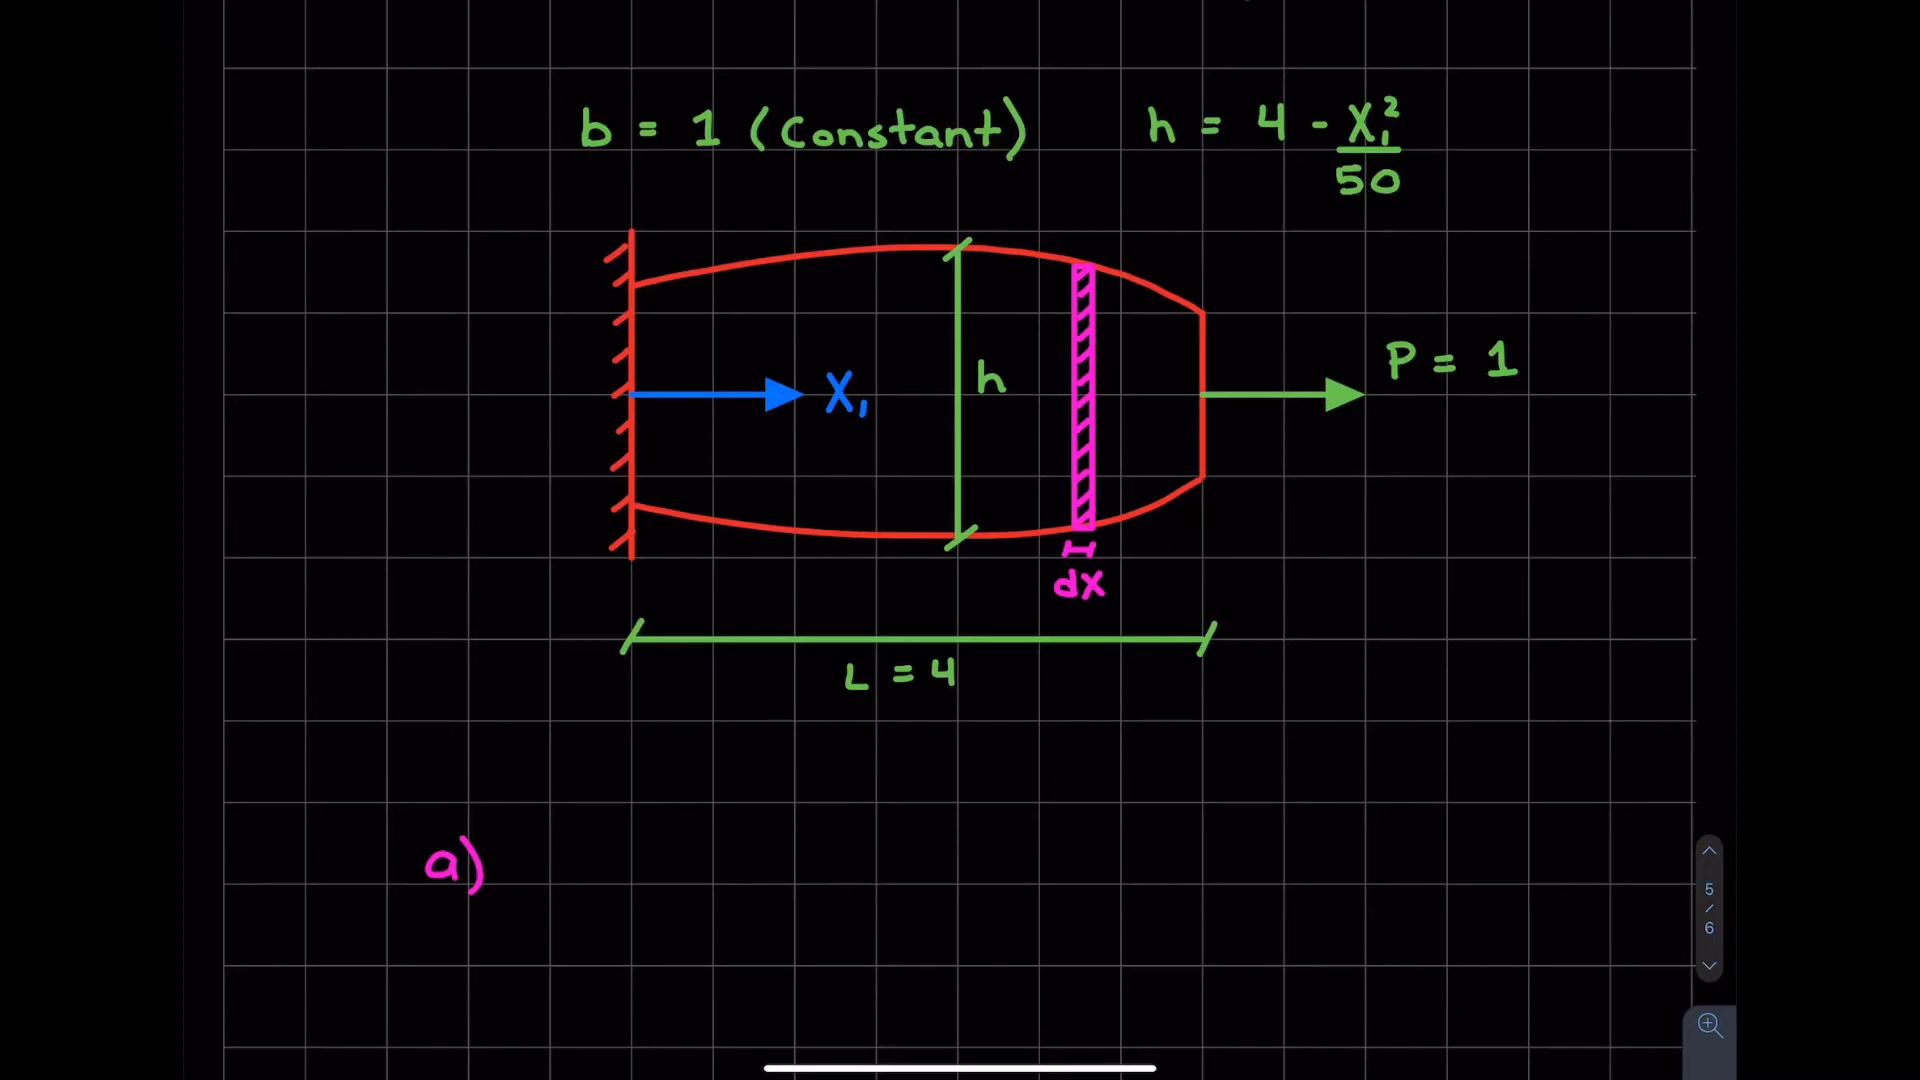 b = 1 (Constant)
h = 4 - X₁²
50
h
X₁
P = 1
dx
L = 4
a)
5
/
6